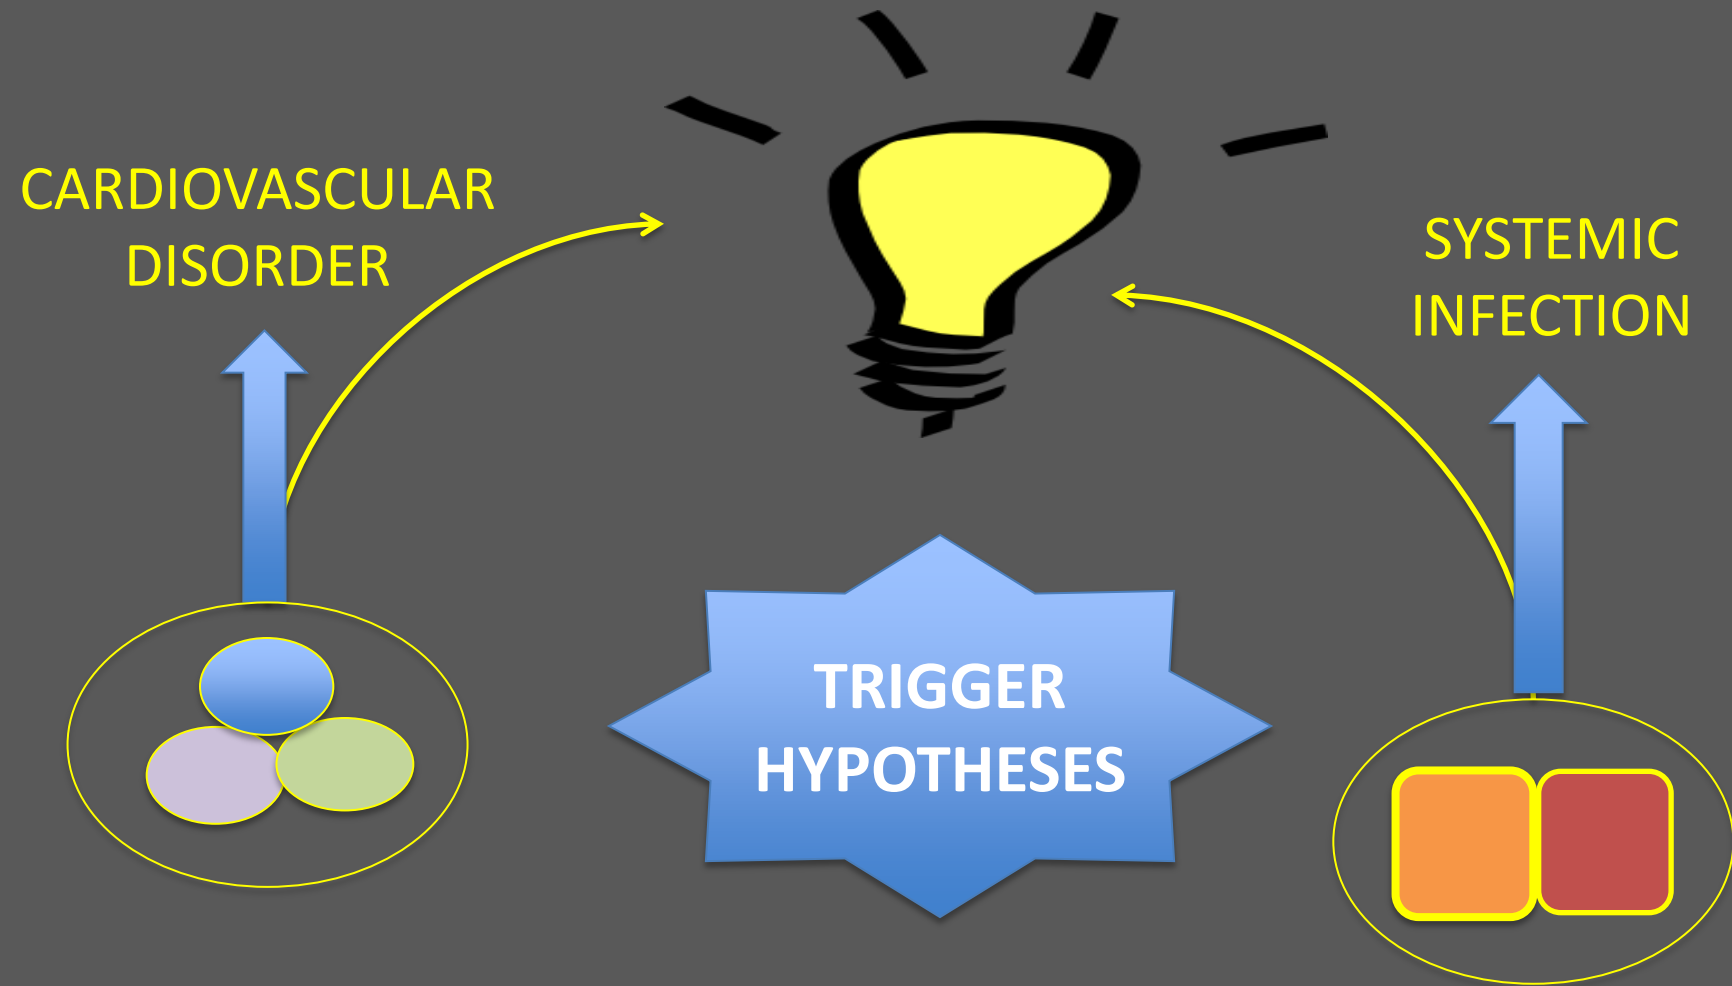 CARDIOVASCULAR
DISORDER
SYSTEMIC
INFECTION
TRIGGER
HYPOTHESES